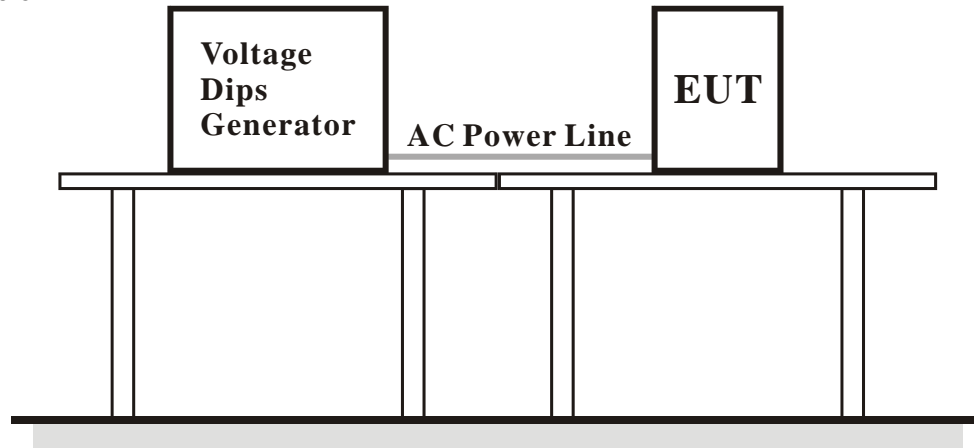 Voltage
Dips
Generator
AC Power Line
EUT